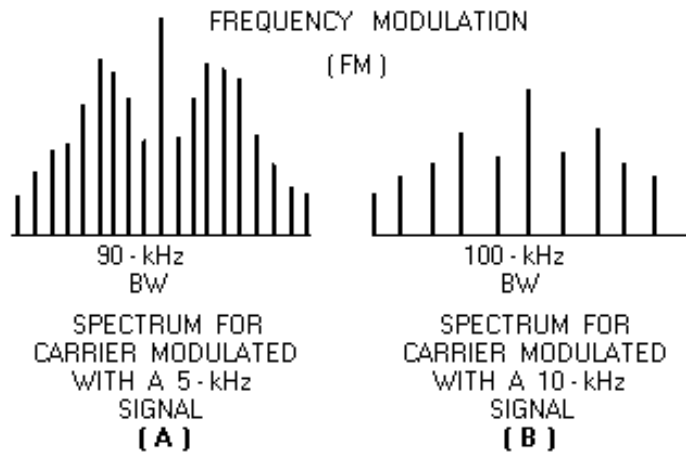 FREQUENCY MODULATION
(FM)
90-kHz
BW
SPECTRUM FOR
CARRIER MODULATED
WITH A 5-kHz
SIGNAL
(A)
100-kHz
BW
SPECTRUM FOR
CARRIER MODULATED
WITH A 10-kHz
SIGNAL
(B)